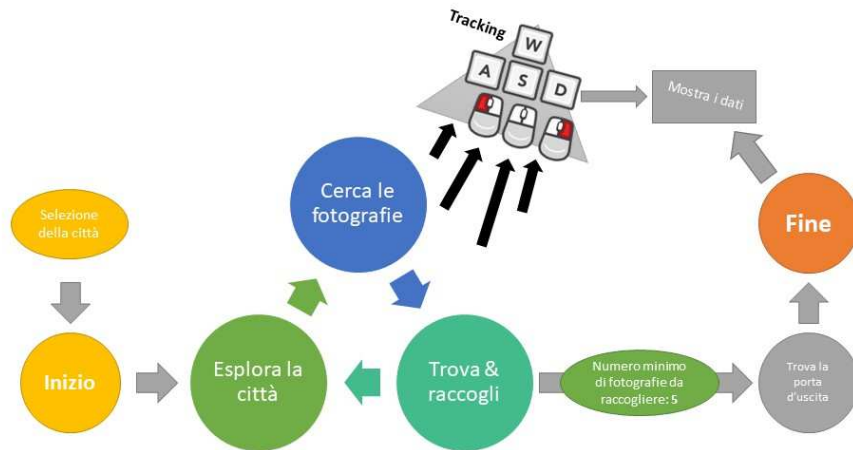 Tracking
W
A
S
D
Mostra i dati
Cerca le
fotografie
Selezione
della città
Fine
Inizio
Esplora la
città
Trova &
raccogli
Numero minimo
di fotografie da
raccogliere: 5
Trova la
porta
d'uscita